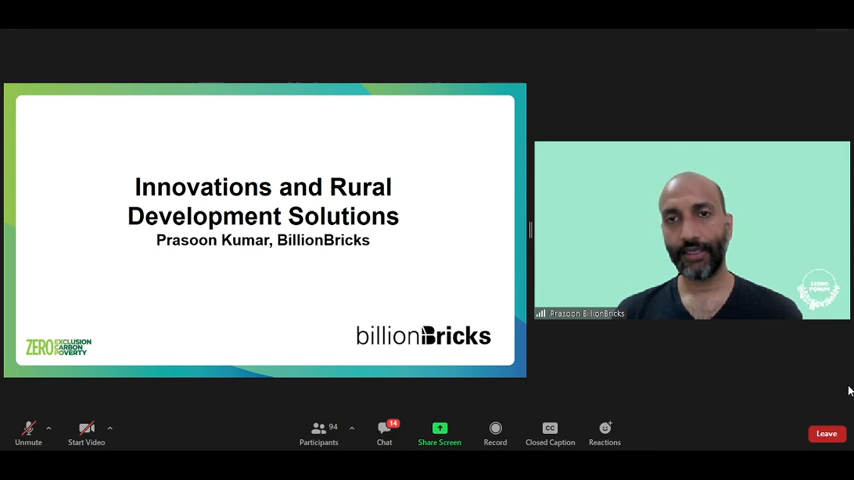 Innovations and Rural
Development Solutions
Prasoon Kumar, BillionBricks
ZERO EXCLUSION
CARBON
POVERTY
billionBricks
FORUM
Prasoon BillionBricks
Unmute
Start Video
94
Participants
14
Chat
Share Screen
Record
CC
Closed Caption
Reactions
Leave